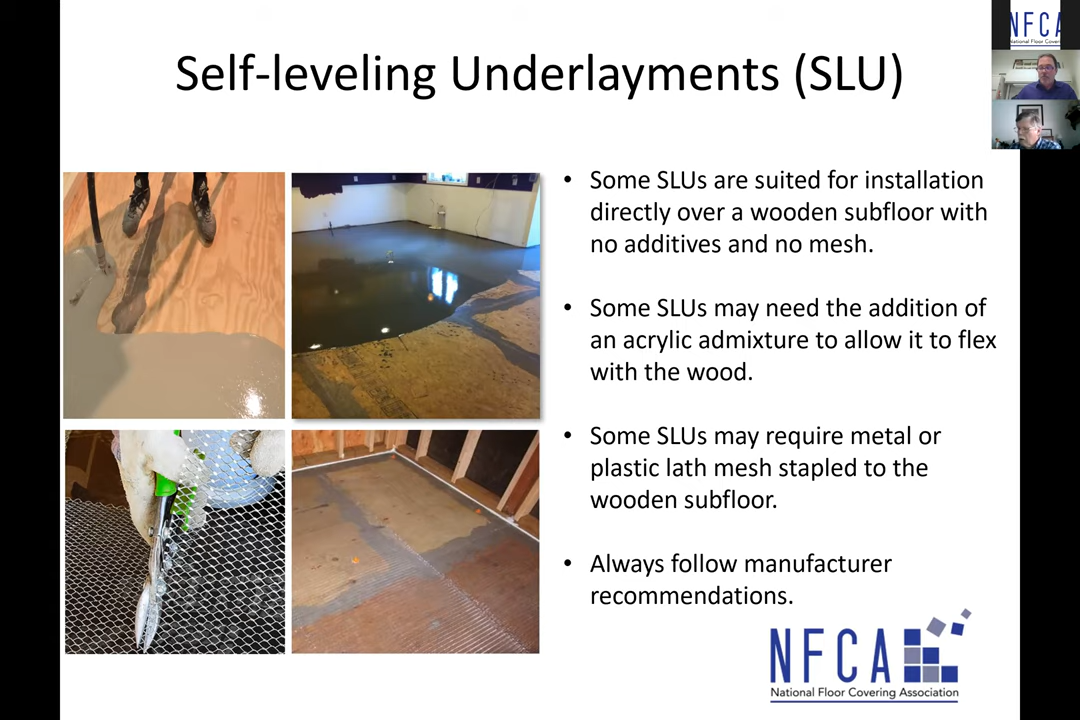 Self-leveling Underlayments (SLU)
• Some SLUs are suited for installation
directly over a wooden subfloor with
no additives and no mesh.
• Some SLUs may need the addition of
an acrylic admixture to allow it to flex
with the wood.
• Some SLUs may require metal or
plastic lath mesh stapled to the
wooden subfloor.
• Always follow manufacturer
recommendations.
NFCA
National Floor Covering Association
NFCA
National Floor Coveri